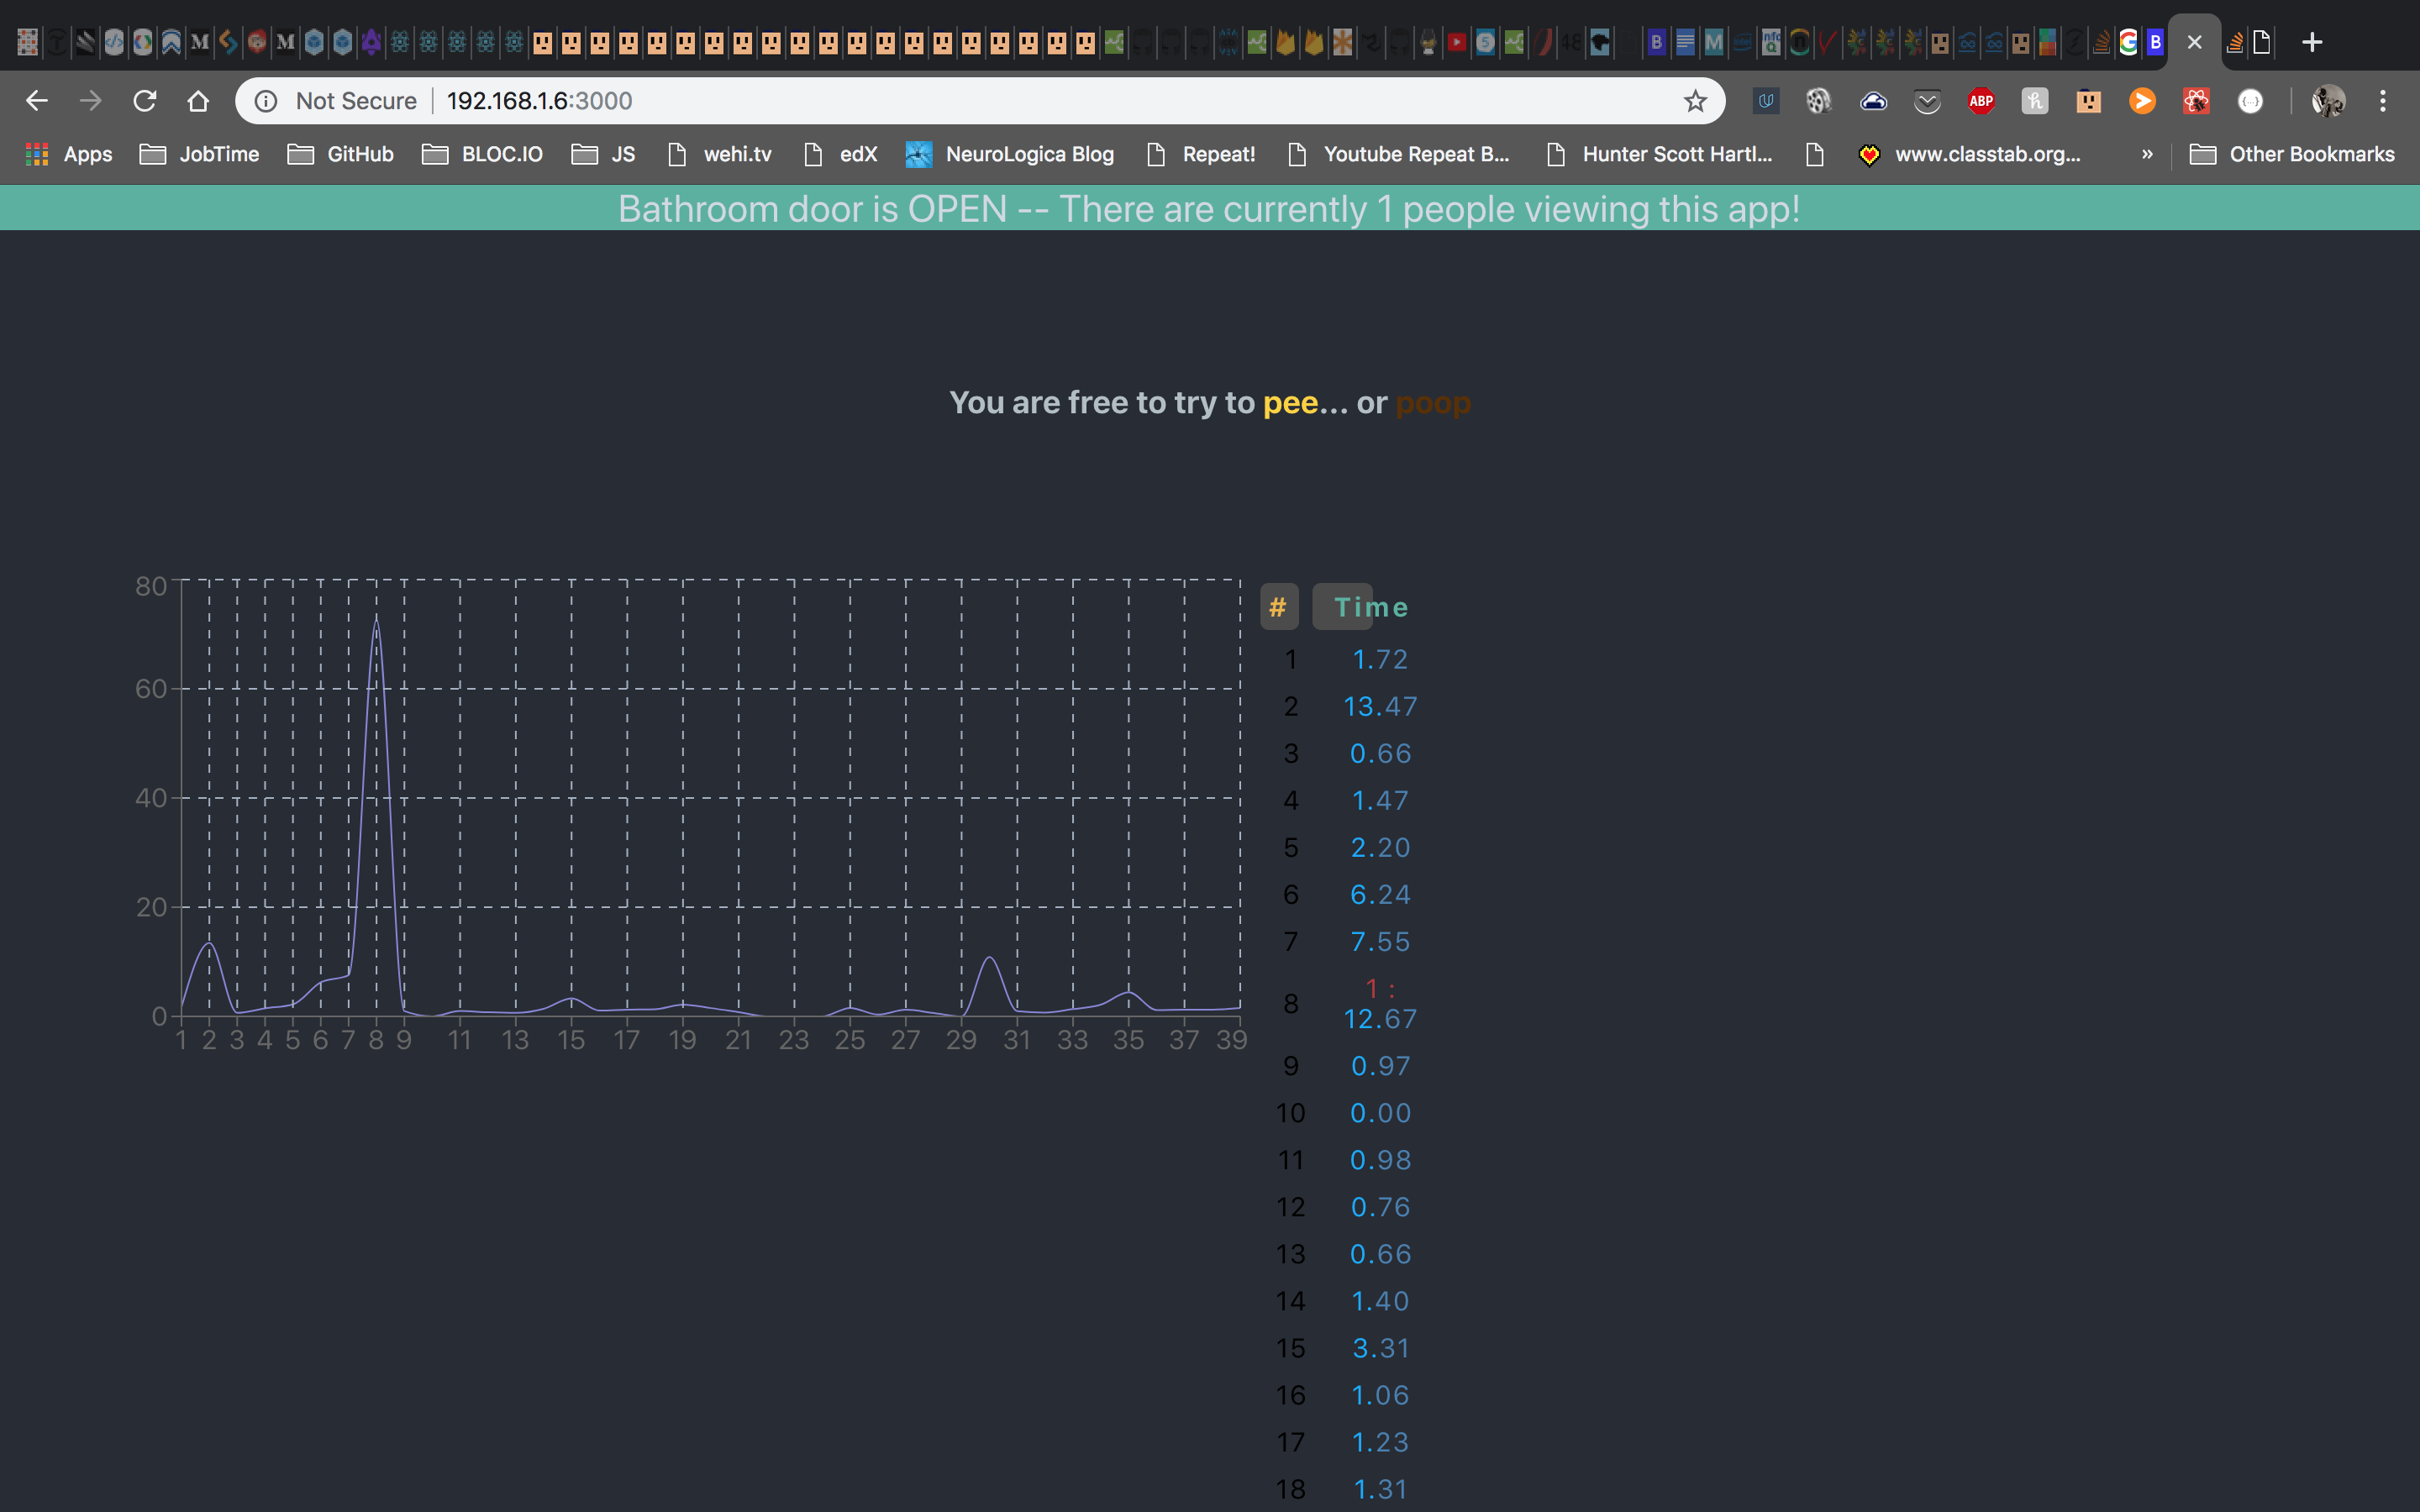 Not Secure 192.168.1.6:3000
ABP
Apps JobTime GitHub BLOC.IO JS wehi.tv edX NeuroLogica Blog Repeat! Youtube Repeat B... Hunter Scott Hartl... www.classtab.org... » Other Bookmarks
Bathroom door is OPEN -- There are currently 1 people viewing this app!
You are free to try to pee... or poop
80
60
40
20
0
1 2 3 4 5 6 7 8 9 11 13 15 17 19 21 23 25 27 29 31 33 35 37 39
# Time
1 1.72
2 13.47
3 0.66
4 1.47
5 2.20
6 6.24
7 7.55
8 1 : 12.67
9 0.97
10 0.00
11 0.98
12 0.76
13 0.66
14 1.40
15 3.31
16 1.06
17 1.23
18 1.31